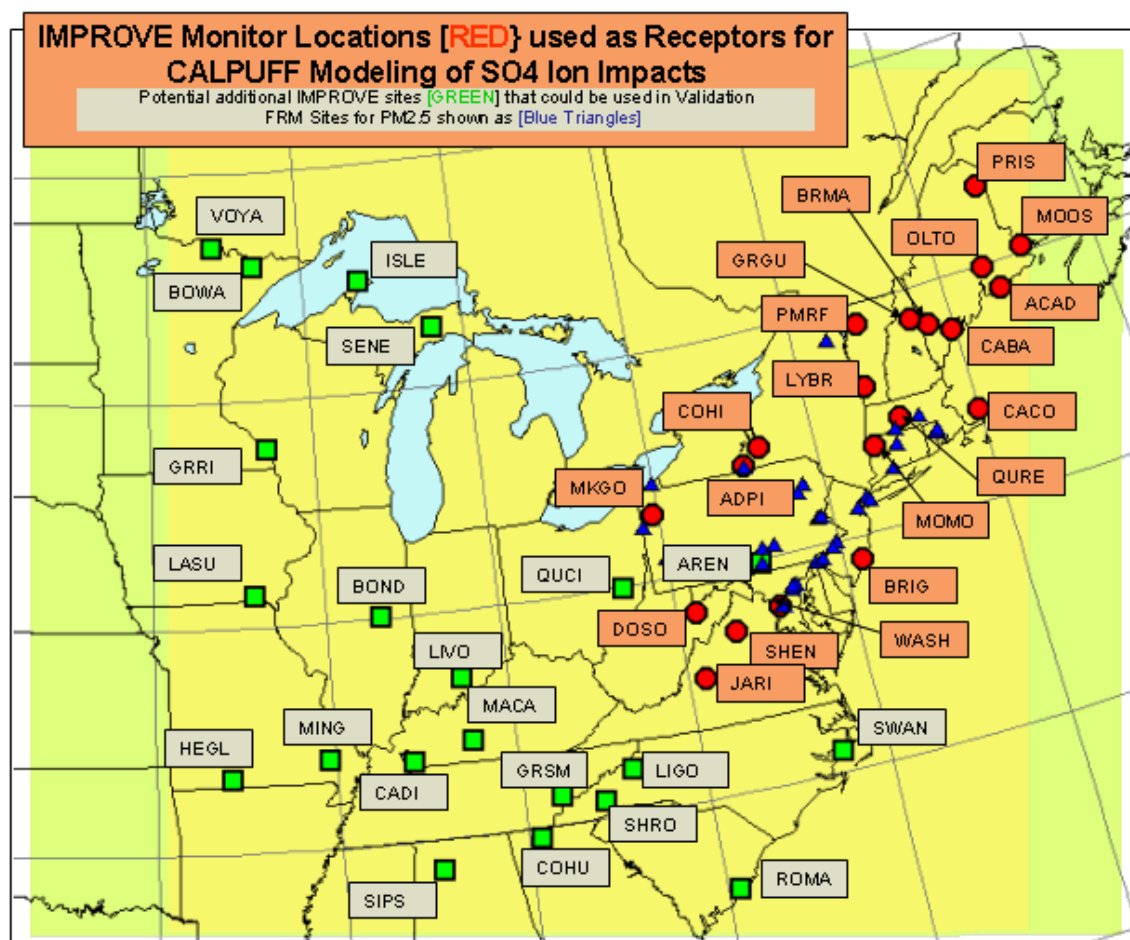 IMPROVE Monitor Locations [RED} used as Receptors for
CALPUFF Modeling of SO4 Ion Impacts
Potential additional IMPROVE sites [GREEN] that could be used in Validation
FRM Sites for PM2.5 shown as [Blue Triangles]
PRIS
BRMA
VOYA
MOOS
OLTO
ISLE
GRGU
BOWA
ACAD
PMRF
SENE
CABA
LYBR
COHI
CACO
GRRI
QURE
MKGO
ADPI
MOMO
LASU
AREN
QUCI
BOND
BRIG
DOSO
WASH
SHEN
LIVO
JARI
MACA
SWAN
MING
HEGL
GRSM
LIGO
CADI
SHRO
COHU
ROMA
SIPS